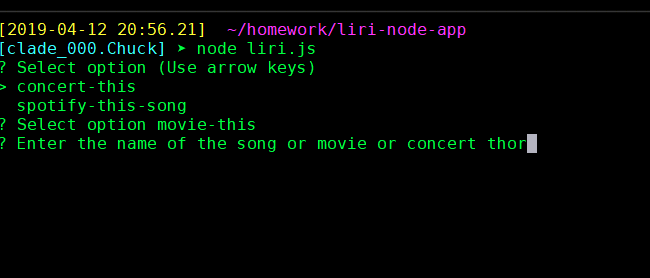 [2019-04-12 20:56.21]  ~/homework/liri-node-app
[clade_000.Chuck] ➤ node liri.js
? Select option (Use arrow keys)
> concert-this
  spotify-this-song
? Select option movie-this
? Enter the name of the song or movie or concert thor